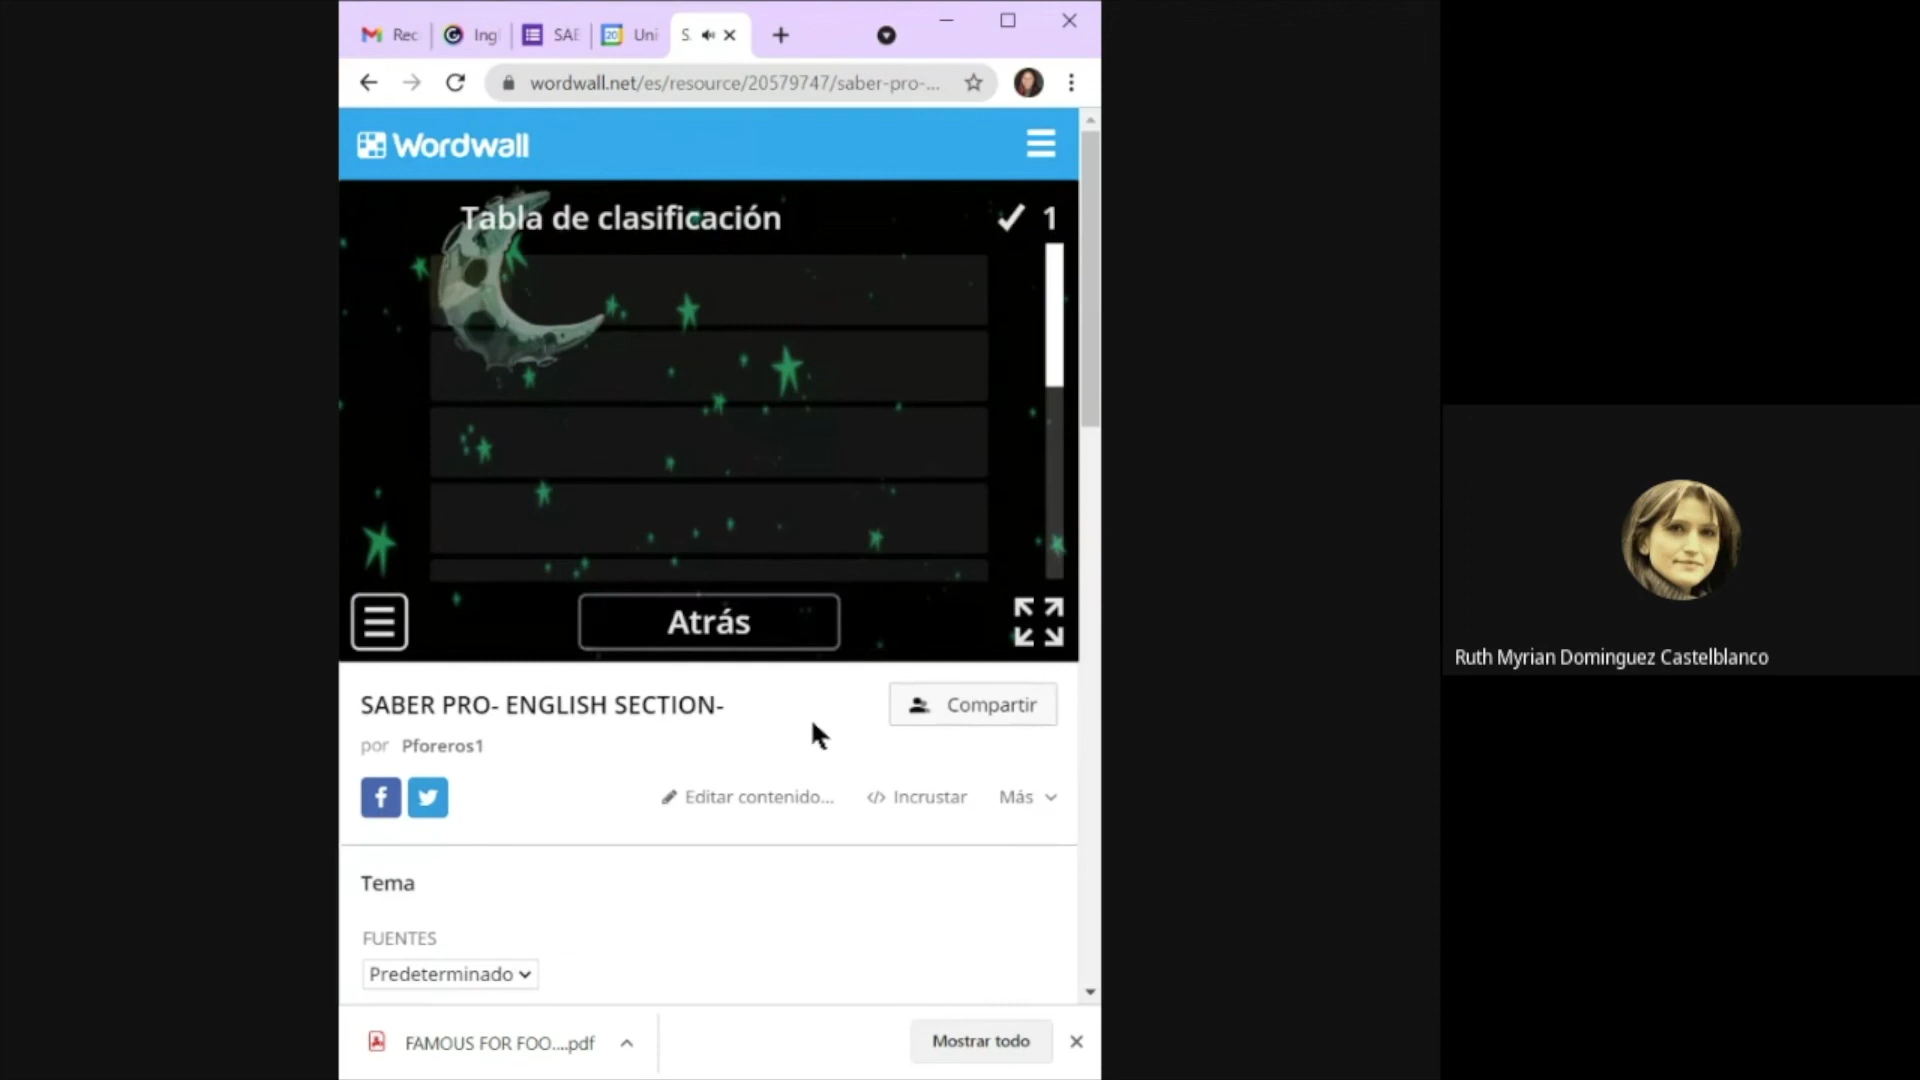 Rec
Ing
SAE
20
Uni
S.
wordwall.net/es/resource/20579747/saber-pro-...
Wordwall
Tabla de clasificación
1
Atrás
SABER PRO- ENGLISH SECTION-
Compartir
por Pforeros1
Editar contenido...
Incrustar
Más
Tema
FUENTES
Predeterminado
FAMOUS FOR FOO....pdf
Mostrar todo
Ruth Myrian Dominguez Castelblanco